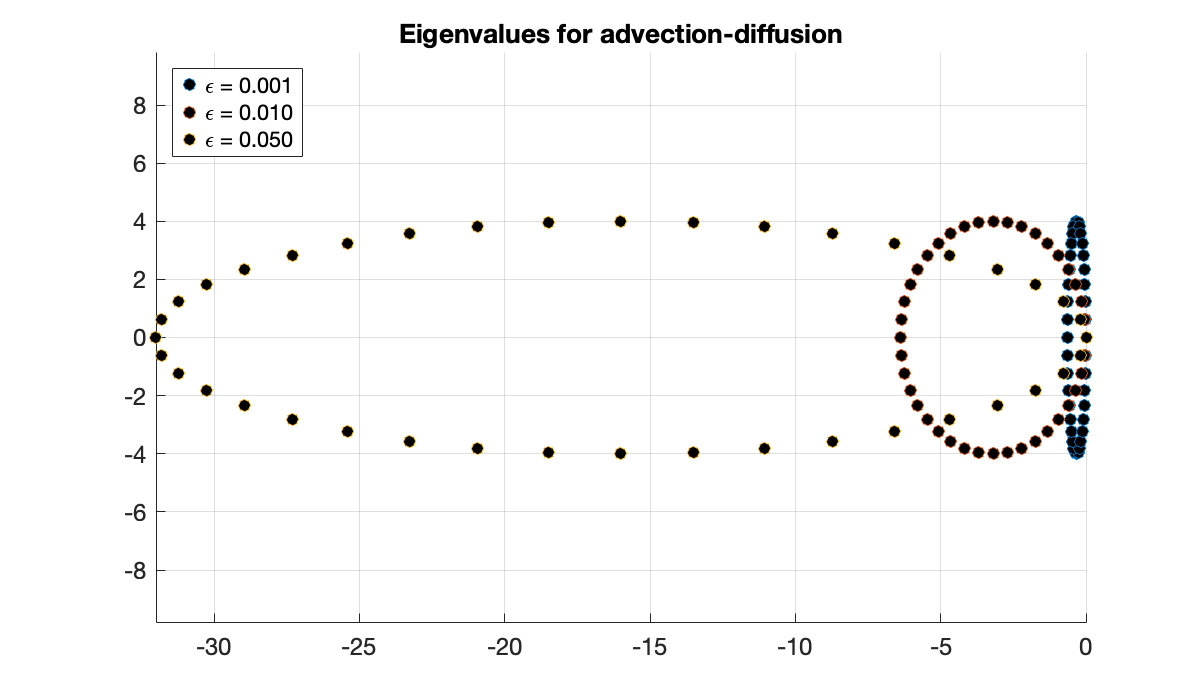 Eigenvalues for advection-diffusion
ϵ = 0.001
ϵ = 0.010
ϵ = 0.050
8
6
4
2
0
-2
-4
-6
-8
-30 -25 -20 -15 -10 -5 0